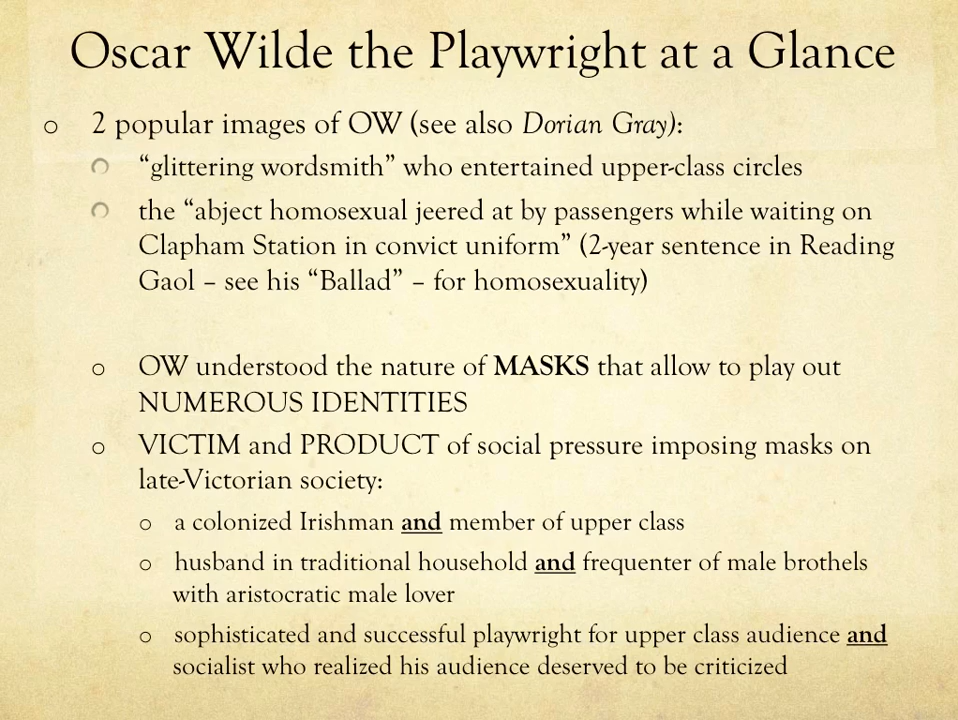 Oscar Wilde the Playwright at a Glance
o 2 popular images of OW (see also Dorian Gray):
“glittering wordsmith” who entertained upper-class circles
the “abject homosexual jeered at by passengers while waiting on
Clapham Station in convict uniform” (2-year sentence in Reading
Gaol – see his “Ballad” – for homosexuality)
o OW understood the nature of MASKS that allow to play out
NUMEROUS IDENTITIES
o VICTIM and PRODUCT of social pressure imposing masks on
late-Victorian society:
o a colonized Irishman and member of upper class
o husband in traditional household and frequenter of male brothels
with aristocratic male lover
o sophisticated and successful playwright for upper class audience and
socialist who realized his audience deserved to be criticized